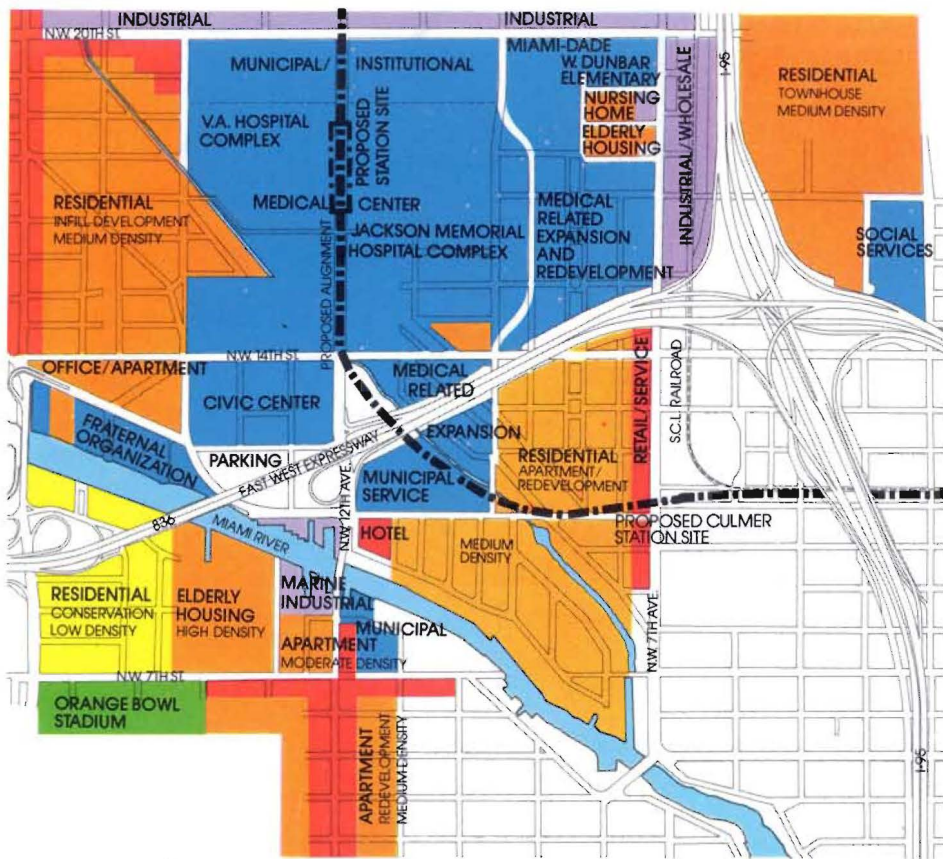 INDUSTRIAL
INDUSTRIAL
N.W. 20TH ST.
MUNICIPAL/
INSTITUTIONAL
V.A. HOSPITAL
COMPLEX
PROPOSED
STATION SITE
MEDICAL
CENTER
JACKSON MEMORIAL
HOSPITAL COMPLEX
PROPOSED ALIGNMENT
MIAMI-DADE
W. DUNBAR
ELEMENTARY
NURSING
HOME
ELDERLY
HOUSING
MEDICAL
RELATED
EXPANSION
AND
REDEVELOPMENT
INDUSTRIAL/WHOLESALE
I-95
RESIDENTIAL
TOWNHOUSE
MEDIUM DENSITY
SOCIAL
SERVICES
RESIDENTIAL
INFILL DEVELOPMENT
MEDIUM DENSITY
N.W. 14TH ST.
OFFICE/APARTMENT
CIVIC CENTER
MEDICAL
RELATED
EXPANSION
FRATERNAL
ORGANIZATION
PARKING
EAST WEST EXPRESSWAY
836
MUNICIPAL
SERVICE
N.W. 12TH AVE.
RESIDENTIAL
APARTMENT/
REDEVELOPMENT
RETAIL/SERVICE
S.C.L. RAILROAD
PROPOSED CULMER
STATION SITE
MIAMI RIVER
HOTEL
MEDIUM
DENSITY
RESIDENTIAL
CONSERVATION
LOW DENSITY
ELDERLY
HOUSING
HIGH DENSITY
MARINE
INDUSTRIAL
MUNICIPAL
APARTMENT
MODERATE DENSITY
N.W. 7TH AVE.
N.W. 7TH ST.
ORANGE BOWL
STADIUM
APARTMENT
REDEVELOPMENT
MEDIUM DENSITY
I-95